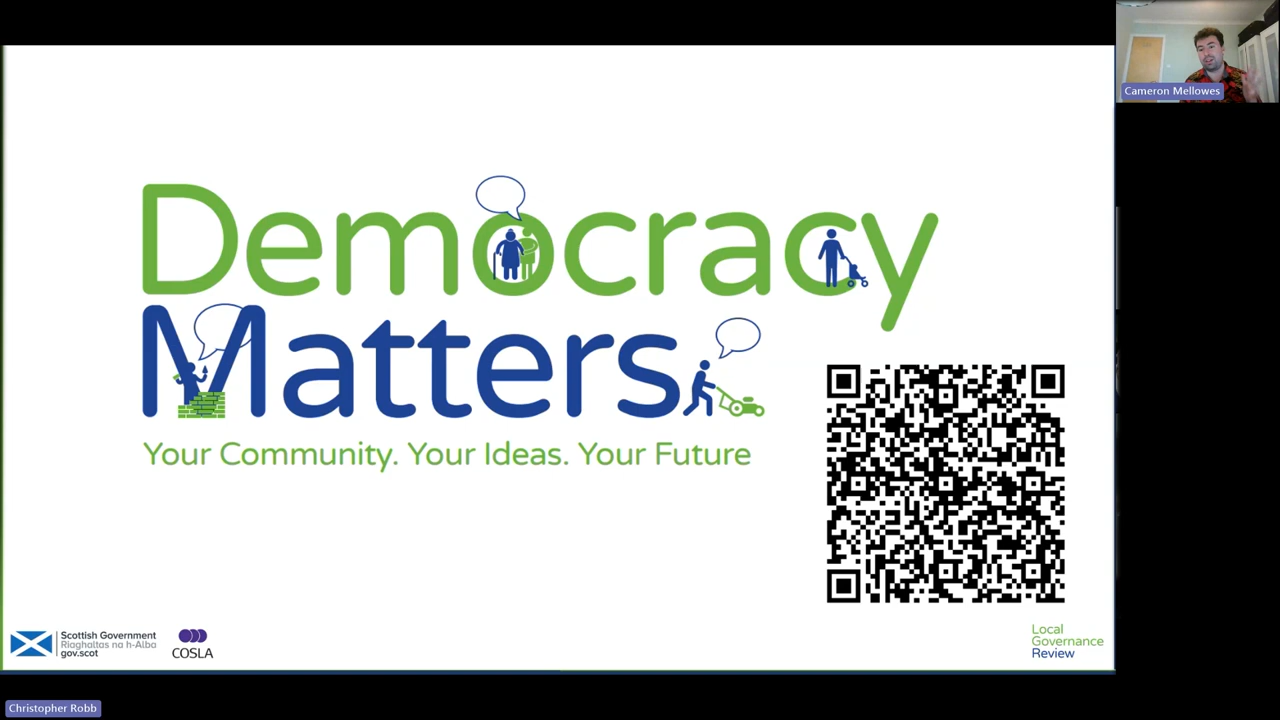 Cameron Mellowes
Democracy
Matters
Your Community. Your Ideas. Your Future
Scottish Government
Riaghaltas na h-Alba
gov.scot
COSLA
Local
Governance
Review
Christopher Robb